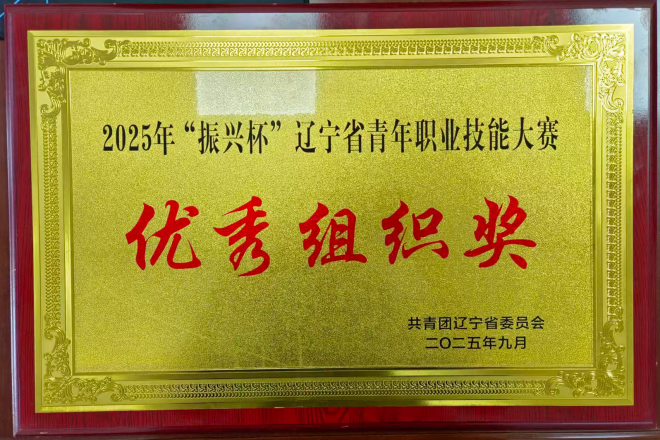 2025年“振兴杯”辽宁省青年职业技能大赛
优秀组织奖
共青团辽宁省委员会
二〇二五年九月